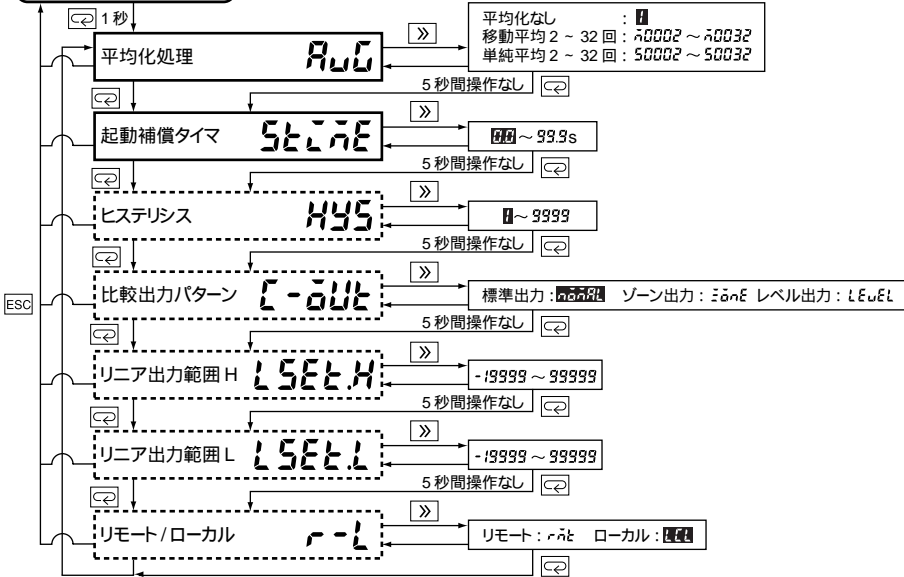 1秒
平均化処理 AvG
平均化なし : 1
移動平均 2 ~ 32 回 : ñ0002 ～ ñ0032
単純平均 2 ~ 32 回 : S0002 ～ S0032
5 秒間操作なし
起動補償タイマ StiñE
0.0 ～ 99.9s
5 秒間操作なし
ヒステリシス HYS
1 ～ 9999
5 秒間操作なし
比較出力パターン C-oUt
標準出力 : noñAL ゾーン出力 : ZonE レベル出力 : LEvEL
5 秒間操作なし
ESC
リニア出力範囲 H LSEt.H
-19999 ～ 99999
5 秒間操作なし
リニア出力範囲 L LSEt.L
-19999 ～ 99999
5 秒間操作なし
リモート / ローカル r-L
リモート : rñt ローカル : LCL